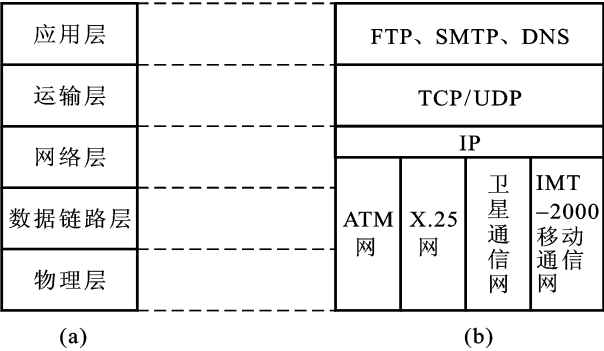 应用层
运输层
网络层
数据链路层
物理层
(a)
FTP、SMTP、DNS
TCP/UDP
IP
ATM
网
X.25
网
卫
星
通
信
网
IMT
-2000
移动
通信
网
(b)